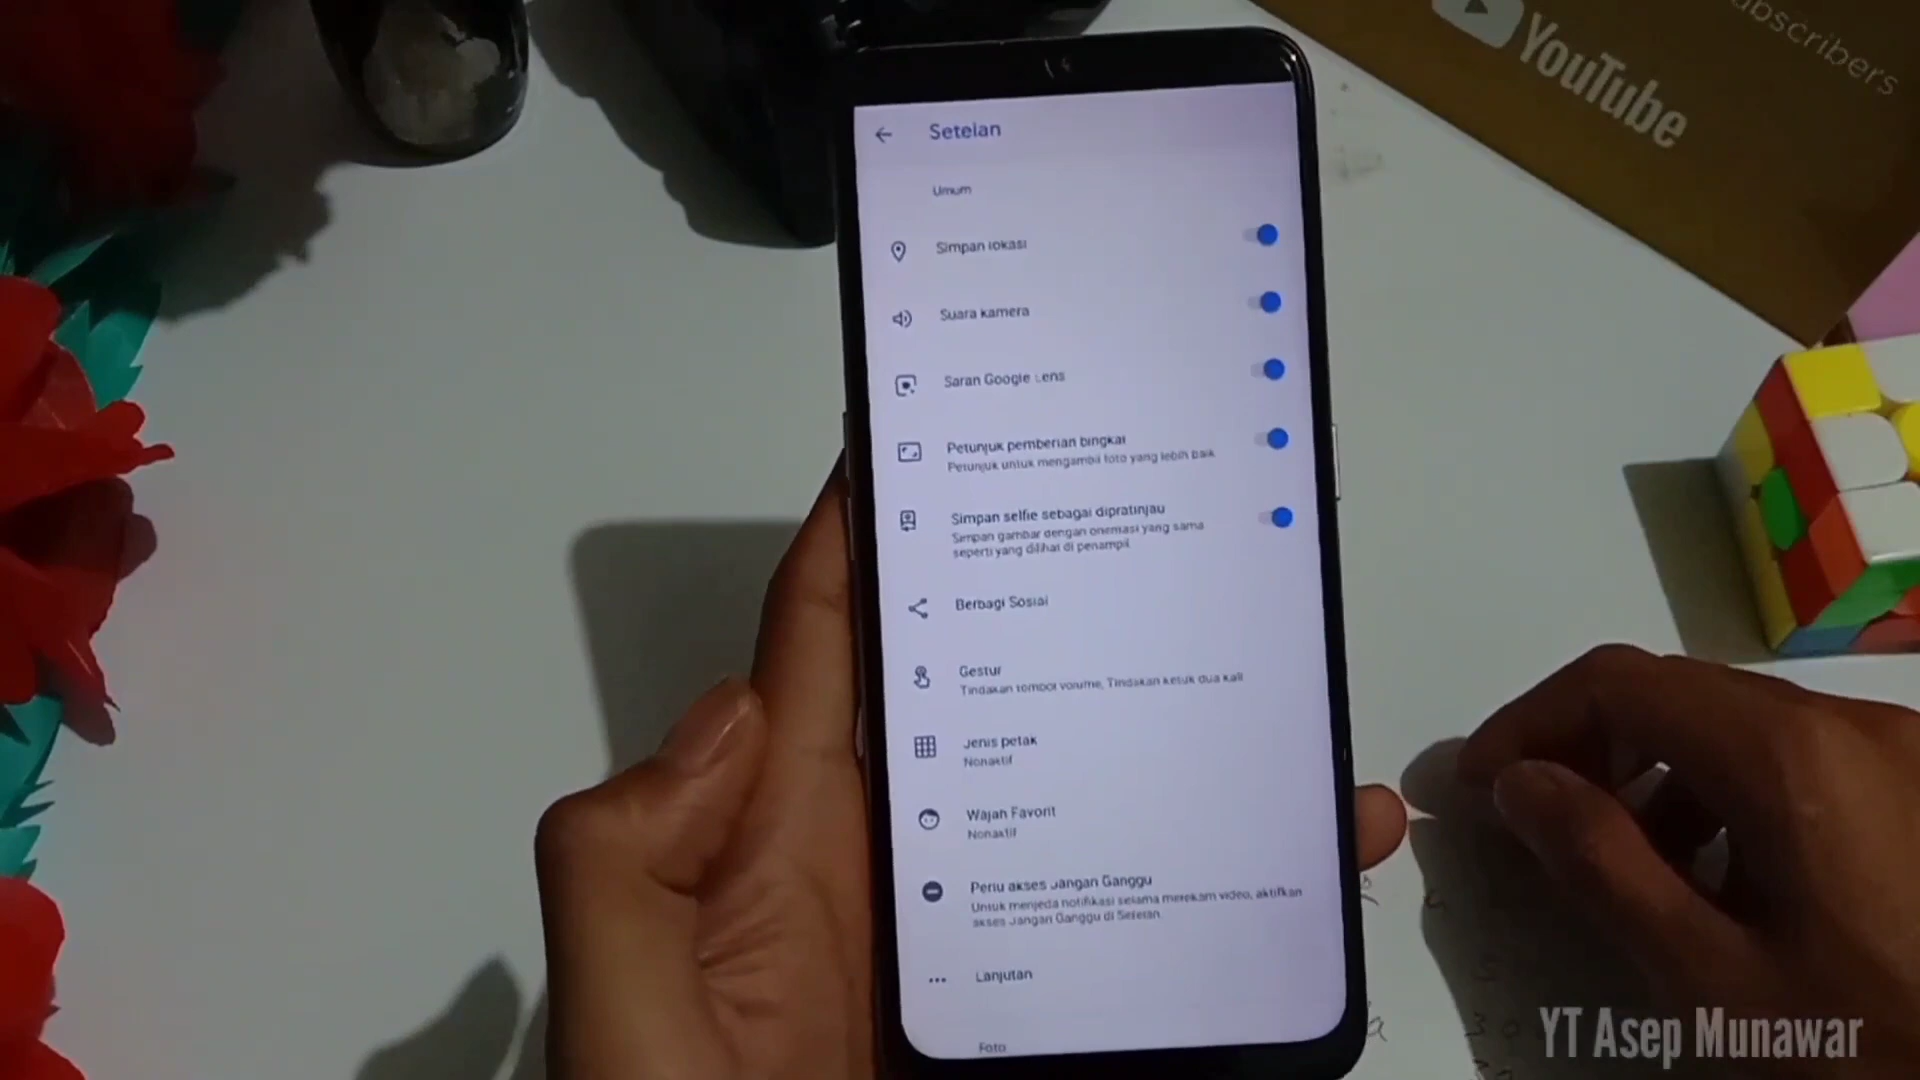 Subscribers
YouTube
Setelan
Umum
Simpan lokasi
Suara kamera
Saran Google Lens
Petunjuk pemberian bingkai
Petunjuk untuk mengambil foto yang lebih baik
Simpan selfie sebagai dipratinjau
Simpan gambar dengan orientasi yang sama
seperti yang dilihat di penampil
Berbagi Sosial
Gestur
Tindakan tombol volume, Tindakan ketuk dua kali
Jenis petak
Nonaktif
Wajah Favorit
Nonaktif
Perlu akses Jangan Ganggu
Untuk menjeda notifikasi selama merekam video, aktifkan
akses Jangan Ganggu di Setelan.
Lanjutan
Foto
YT Asep Munawar